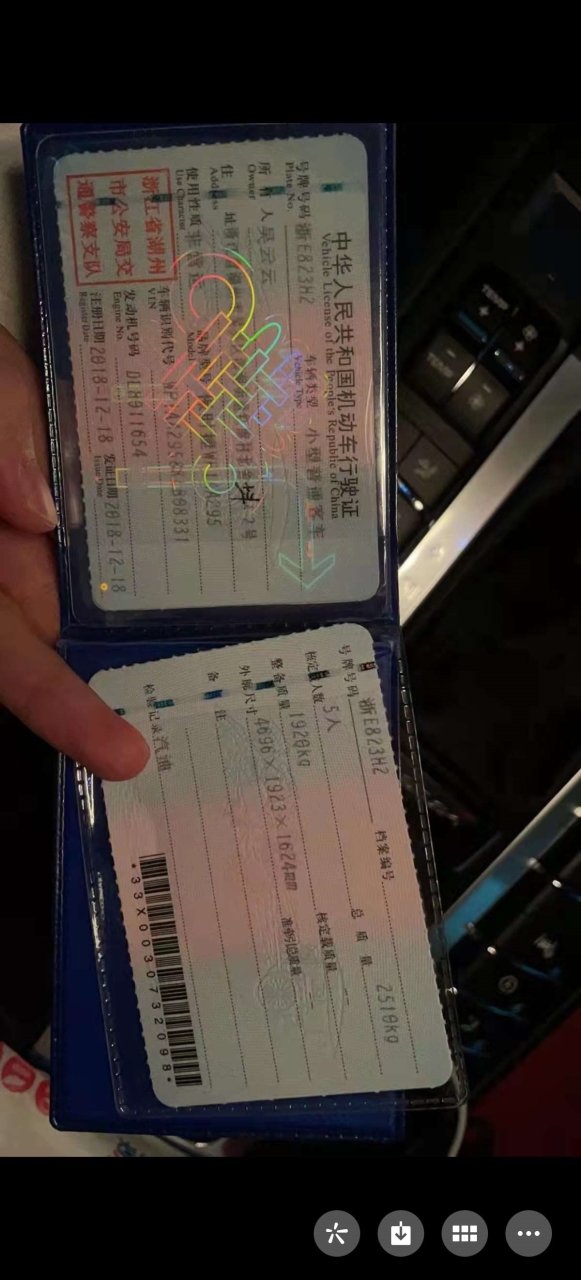 中华人民共和国机动车行驶证
Vehicle License of the People's Republic of China
号牌号码 浙E823H2 车辆类型 小型普通客车
Plate No. Vehicle Type
所有人 吴云云
Owner
住址
Address
2号
使用性质 非营运
Use Character Model
浙江省湖州
市公安局交
通警察支队
车辆识别代号
VIN
发动机号码 DLH911654
Engine No.
注册日期 2018-12-18 发证日期 2018-12-18
Register Date Issue Date
号牌号码 浙E823H2 档案编号
核定载人数 5人 总质量 2510kg
整备质量 1920kg 核定载质量 --
外廓尺寸 4696×1923×1624mm 准牵引总质量 --
备注
检验记录 汽油
*33X0030732098*
TEMP